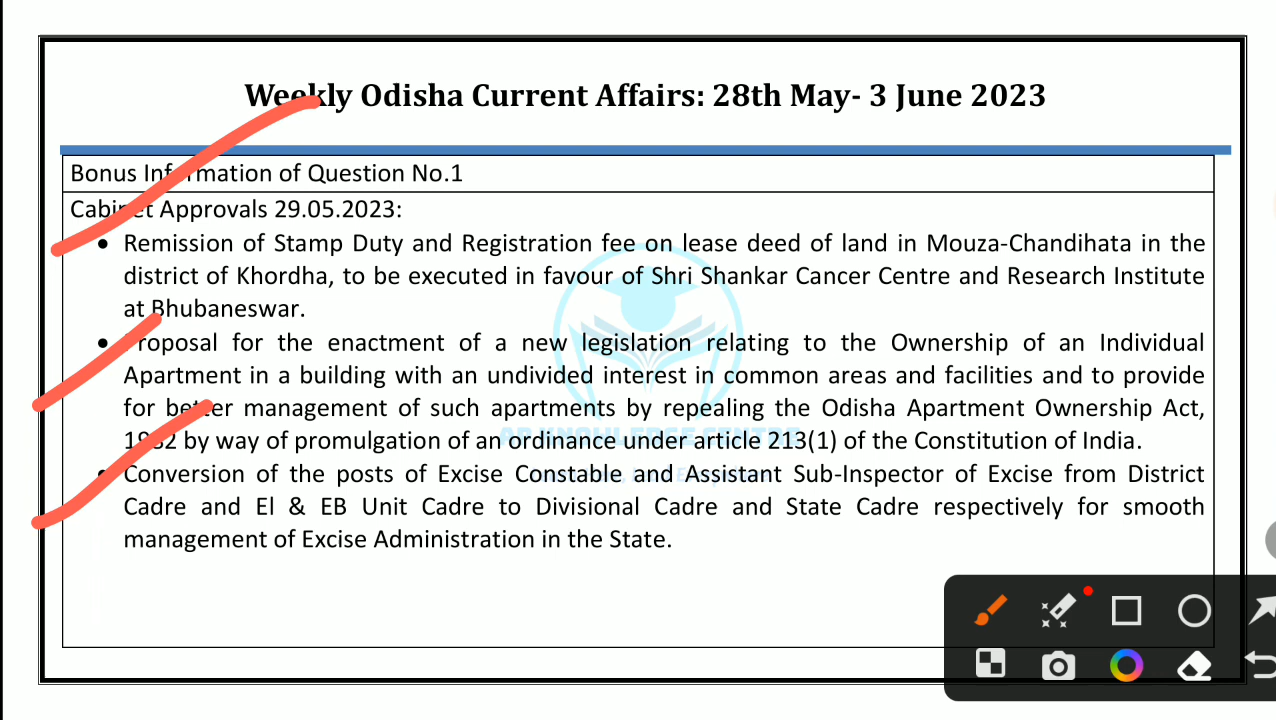 Weekly Odisha Current Affairs: 28th May- 3 June 2023
Bonus Information of Question No.1
Cabinet Approvals 29.05.2023:
• Remission of Stamp Duty and Registration fee on lease deed of land in Mouza-Chandihata in the
district of Khordha, to be executed in favour of Shri Shankar Cancer Centre and Research Institute
at Bhubaneswar.
• Proposal for the enactment of a new legislation relating to the Ownership of an Individual
Apartment in a building with an undivided interest in common areas and facilities and to provide
for better management of such apartments by repealing the Odisha Apartment Ownership Act,
1982 by way of promulgation of an ordinance under article 213(1) of the Constitution of India.
• Conversion of the posts of Excise Constable and Assistant Sub-Inspector of Excise from District
Cadre and El & EB Unit Cadre to Divisional Cadre and State Cadre respectively for smooth
management of Excise Administration in the State.